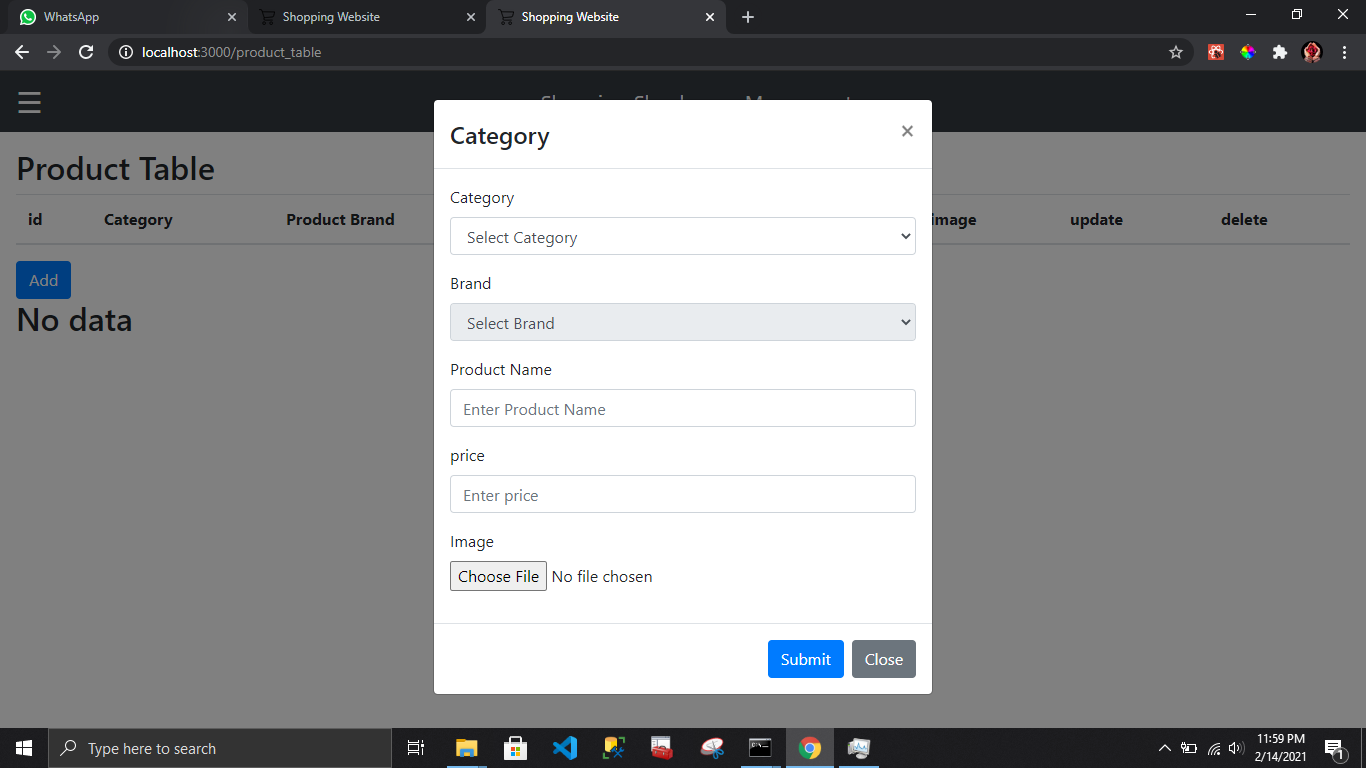 WhatsApp
Shopping Website
Shopping Website
localhost:3000/product_table
Category
Product Table
id Category Product Brand image update delete
Category
Select Category
Add
Brand
No data
Select Brand
Product Name
Enter Product Name
price
Enter price
Image
Choose File No file chosen
Submit Close
Type here to search
11:59 PM
2/14/2021
1